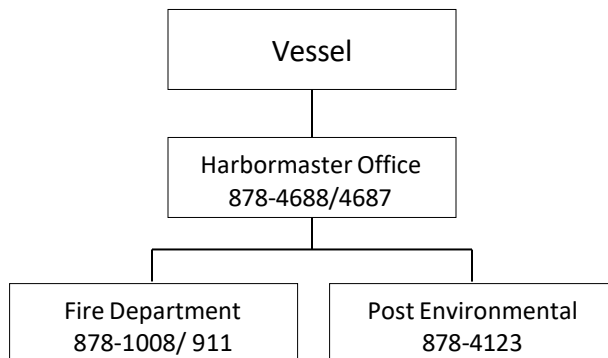 Vessel
Harbormaster Office
878-4688/4687
Fire Department
878-1008/ 911
Post Environmental
878-4123